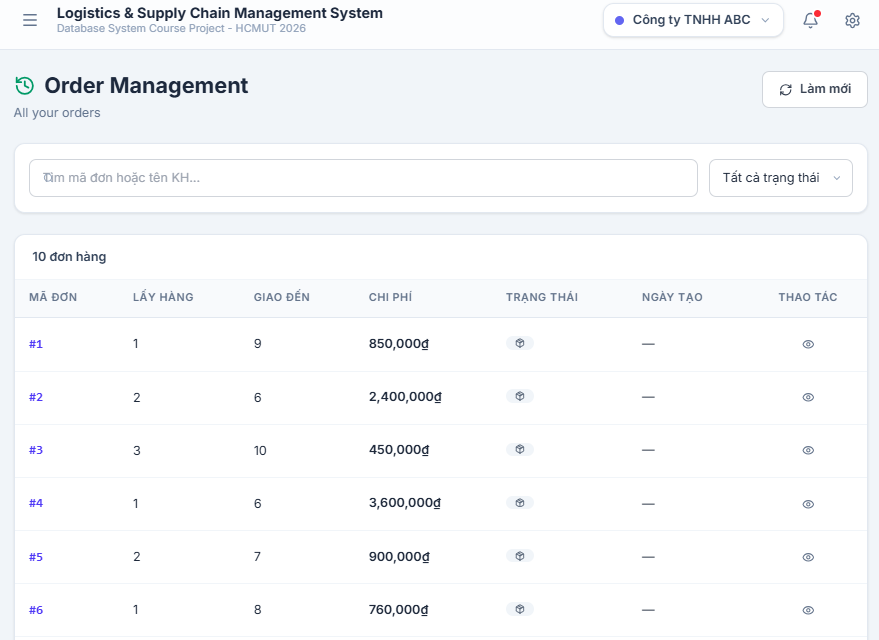 Logistics & Supply Chain Management System
Database System Course Project - HCMUT 2026
Công ty TNHH ABC
Order Management
All your orders
Làm mới
Tìm mã đơn hoặc tên KH...
Tất cả trạng thái
10 đơn hàng
MÃ ĐƠN LẤY HÀNG GIAO ĐẾN CHI PHÍ TRẠNG THÁI NGÀY TẠO THAO TÁC
#1 1 9 850,000₫ —
#2 2 6 2,400,000₫ —
#3 3 10 450,000₫ —
#4 1 6 3,600,000₫ —
#5 2 7 900,000₫ —
#6 1 8 760,000₫ —